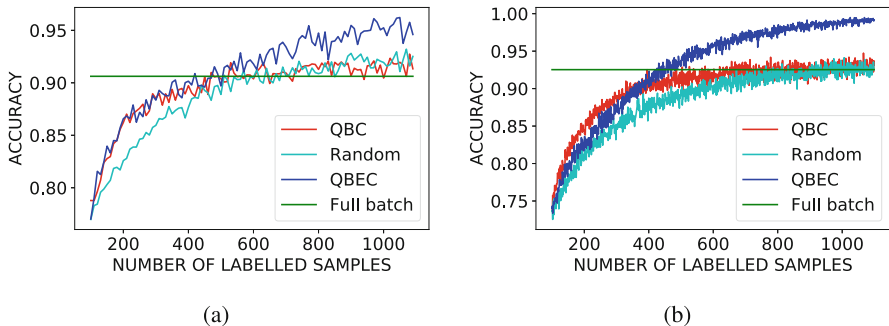 ACCURACY
0.95
0.90
0.85
0.80
QBC
Random
QBEC
Full batch
200 400 600 800 1000
NUMBER OF LABELLED SAMPLES
(a)
ACCURACY
1.00
0.95
0.90
0.85
0.80
0.75
QBC
Random
QBEC
Full batch
200 400 600 800 1000
NUMBER OF LABELLED SAMPLES
(b)